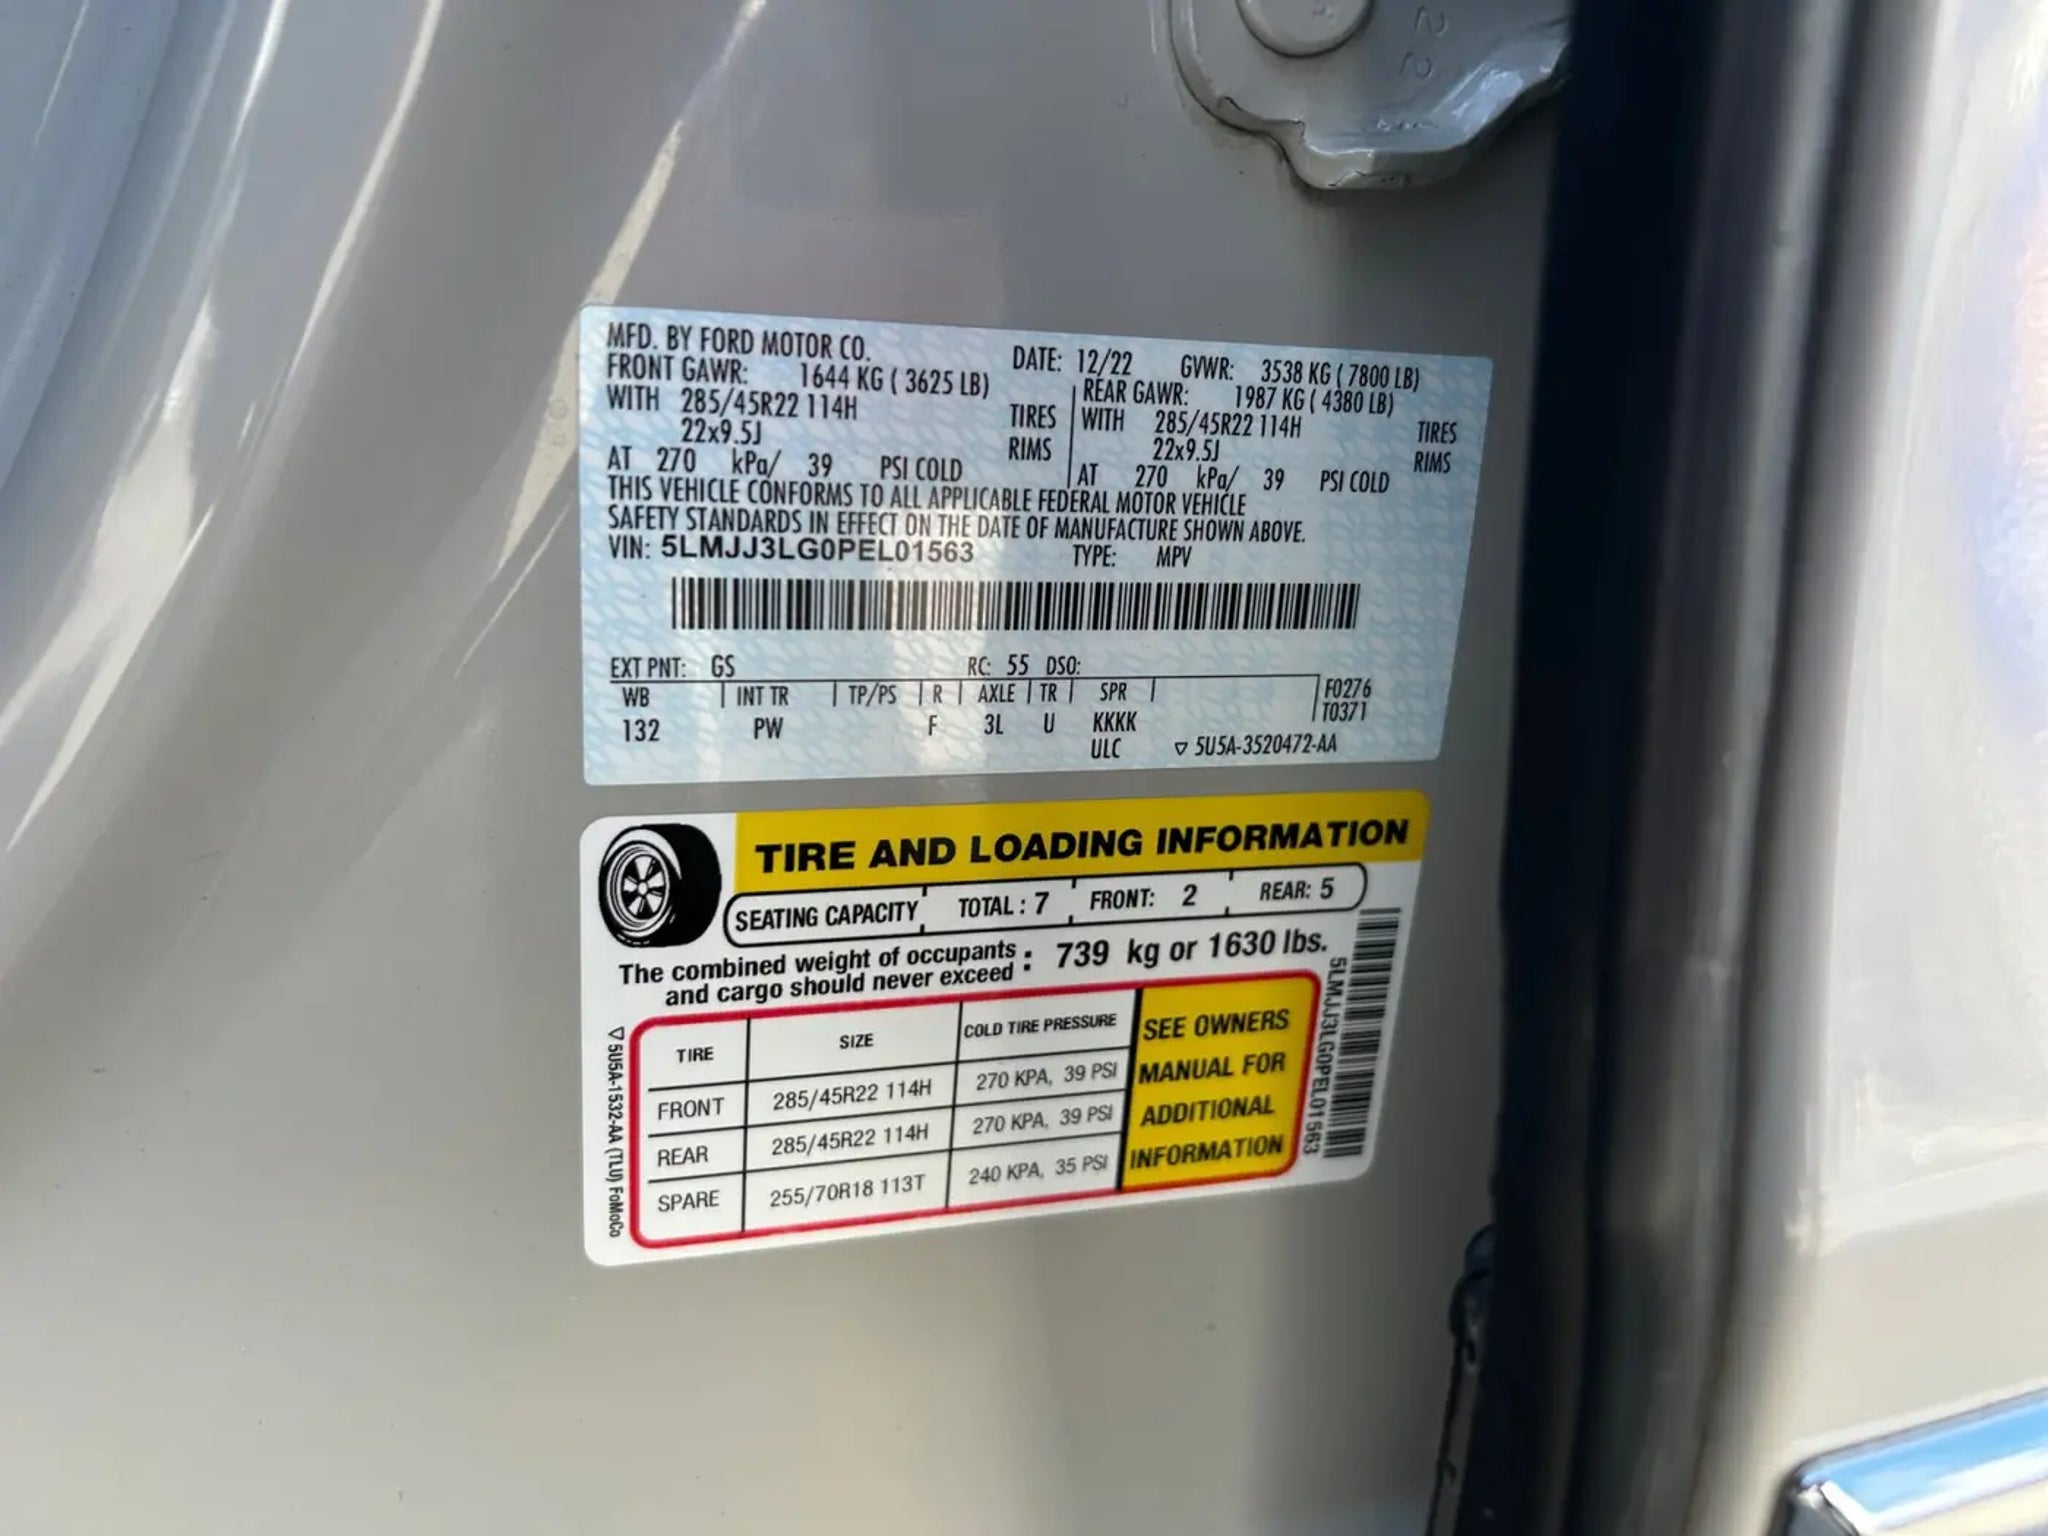 MFD. BY FORD MOTOR CO. DATE: 12/22 GVWR: 3538 KG ( 7800 LB)
FRONT GAWR: 1644 KG ( 3625 LB) REAR GAWR: 1987 KG ( 4380 LB)
WITH 285/45R22 114H TIRES WITH 285/45R22 114H TIRES
22x9.5J RIMS 22x9.5J RIMS
AT 270 kPa/ 39 PSI COLD AT 270 kPa/ 39 PSI COLD
THIS VEHICLE CONFORMS TO ALL APPLICABLE FEDERAL MOTOR VEHICLE
SAFETY STANDARDS IN EFFECT ON THE DATE OF MANUFACTURE SHOWN ABOVE.
VIN: 5LMJJ3LG0PEL01563 TYPE: MPV
EXT PNT: GS RC: 55 DSO:
WB INT TR TP/PS R AXLE TR SPR F0276
T0371
132 PW F 3L U KKKK
ULC ▽ 5U5A-3520472-AA
TIRE AND LOADING INFORMATION
SEATING CAPACITY TOTAL : 7 FRONT: 2 REAR: 5
The combined weight of occupants and cargo should never exceed : 739 kg or 1630 lbs.
TIRE SIZE COLD TIRE PRESSURE
FRONT 285/45R22 114H 270 KPA, 39 PSI
REAR 285/45R22 114H 270 KPA, 39 PSI
SPARE 255/70R18 113T 240 KPA, 35 PSI
SEE OWNERS
MANUAL FOR
ADDITIONAL
INFORMATION
5LMJJ3LG0PEL01563
▽ 5U5A-1532-AA (TLU) FoMoCo